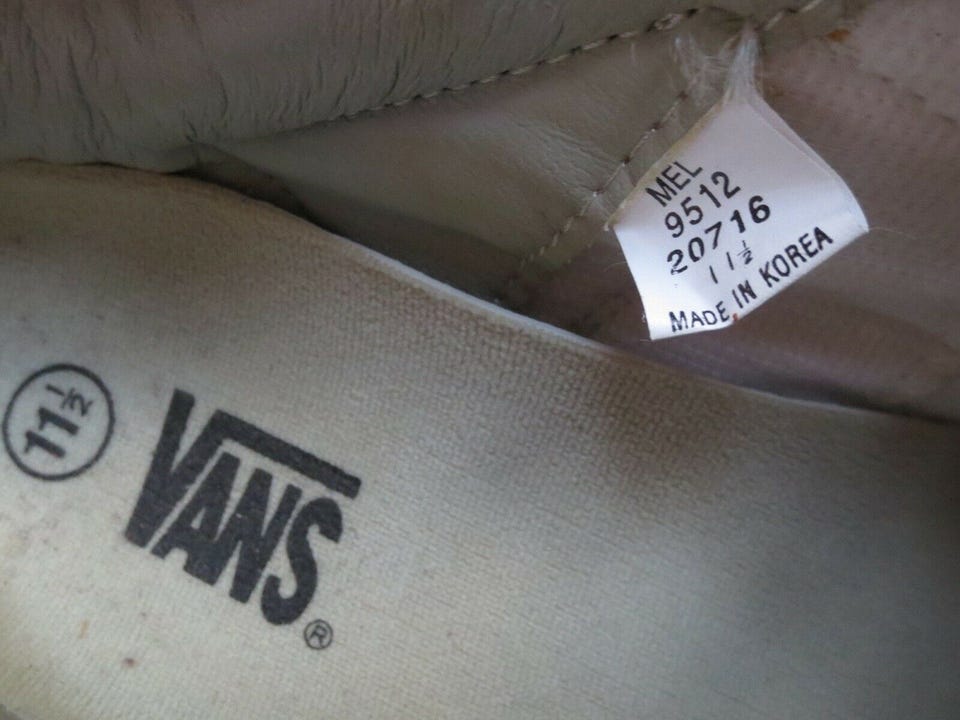 MEL
9512
20716
11½
MADE IN KOREA
11½
VANS
®